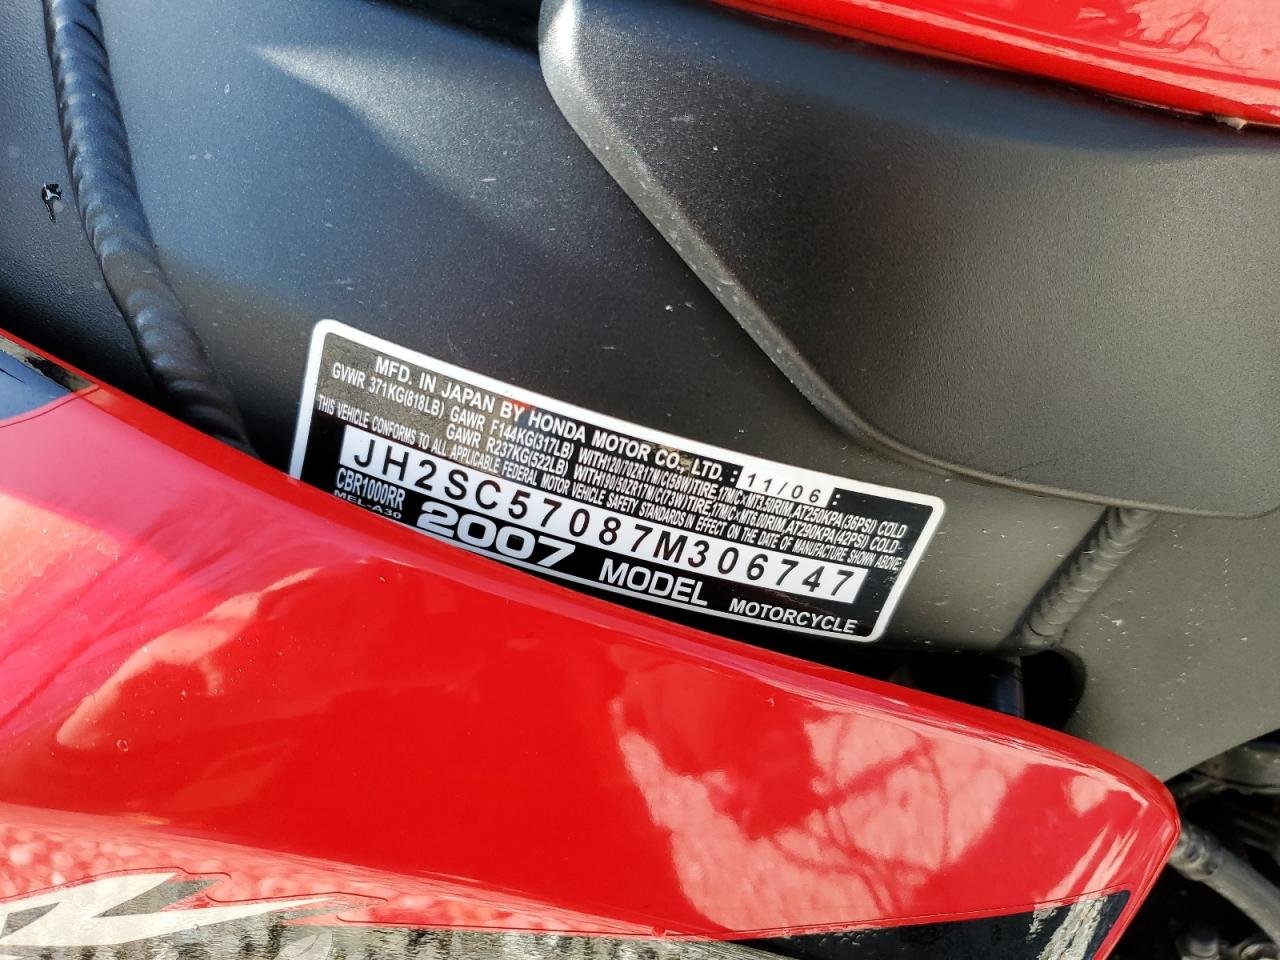 MFD. IN JAPAN BY HONDA MOTOR CO., LTD. : 11/06 :
GVWR 371KG(818LB) GAWR F144KG(317LB) WITH120/70ZR17M/C(58W)TIRE,17M/C×MT3.50RIM,AT250KPA(36PSI) COLD
GAWR R237KG(522LB) WITH190/50ZR17M/C(73W)TIRE,17M/C×MT6.00RIM,AT290KPA(42PSI) COLD
THIS VEHICLE CONFORMS TO ALL APPLICABLE FEDERAL MOTOR VEHICLE SAFETY STANDARDS IN EFFECT ON THE DATE OF MANUFACTURE SHOWN ABOVE.
JH2SC57087M306747
CBR1000RR
MEL-A30
2007 MODEL MOTORCYCLE